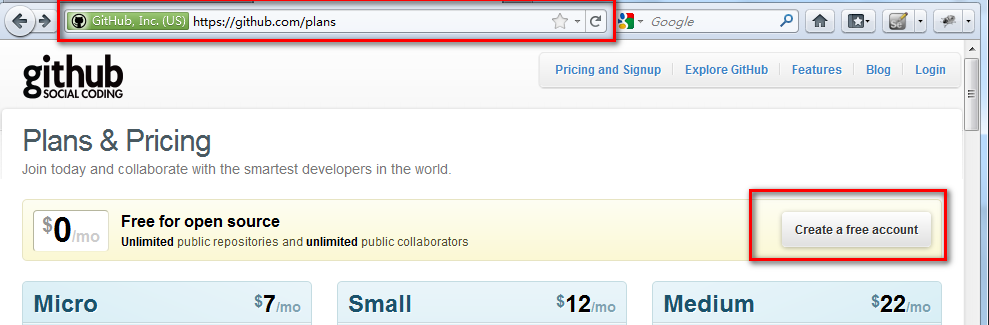 GitHub, Inc. (US) https://github.com/plans Google
github
SOCIAL CODING
Pricing and Signup Explore GitHub Features Blog Login
Plans & Pricing
Join today and collaborate with the smartest developers in the world.
$0/mo
Free for open source
Unlimited public repositories and unlimited public collaborators
Create a free account
Micro $7/mo
Small $12/mo
Medium $22/mo